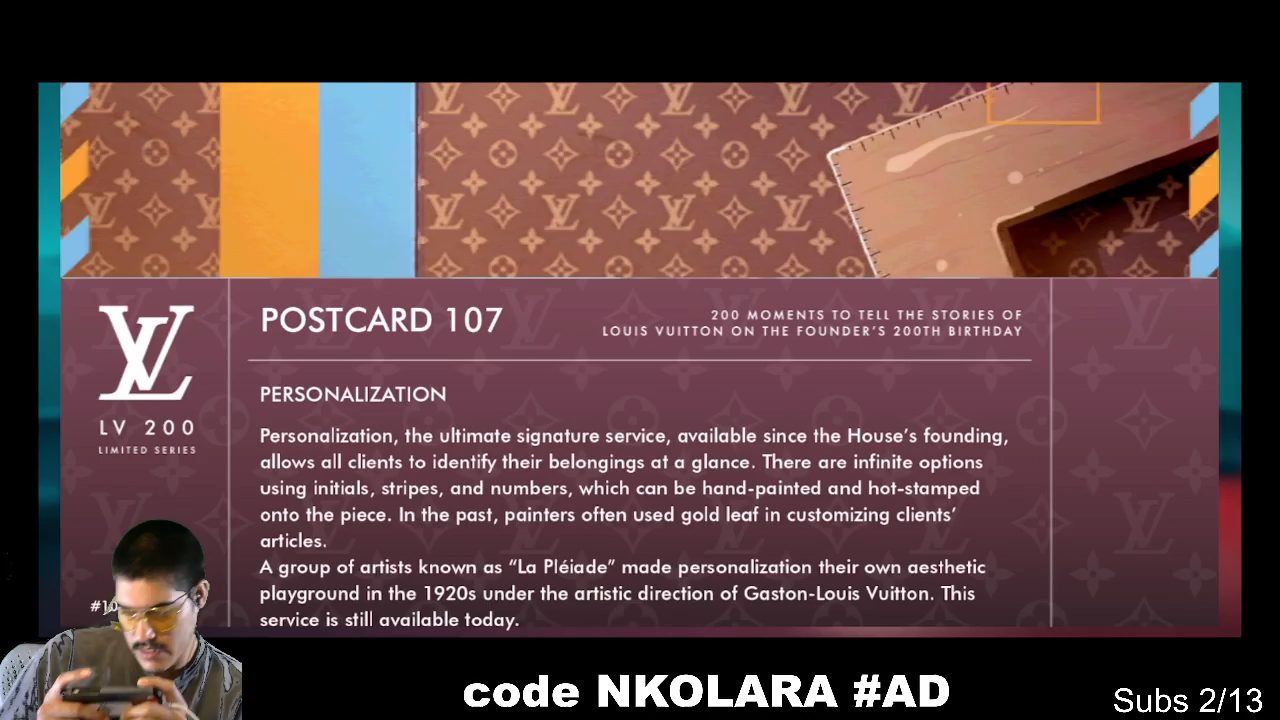 POSTCARD 107
200 MOMENTS TO TELL THE STORIES OF
LOUIS VUITTON ON THE FOUNDER'S 200TH BIRTHDAY
LV
LV 200
LIMITED SERIES
PERSONALIZATION
Personalization, the ultimate signature service, available since the House's founding,
allows all clients to identify their belongings at a glance. There are infinite options
using initials, stripes, and numbers, which can be hand-painted and hot-stamped
onto the piece. In the past, painters often used gold leaf in customizing clients'
articles.
A group of artists known as “La Pléiade” made personalization their own aesthetic
playground in the 1920s under the artistic direction of Gaston-Louis Vuitton. This
service is still available today.
code NKOLARA #AD
Subs 2/13